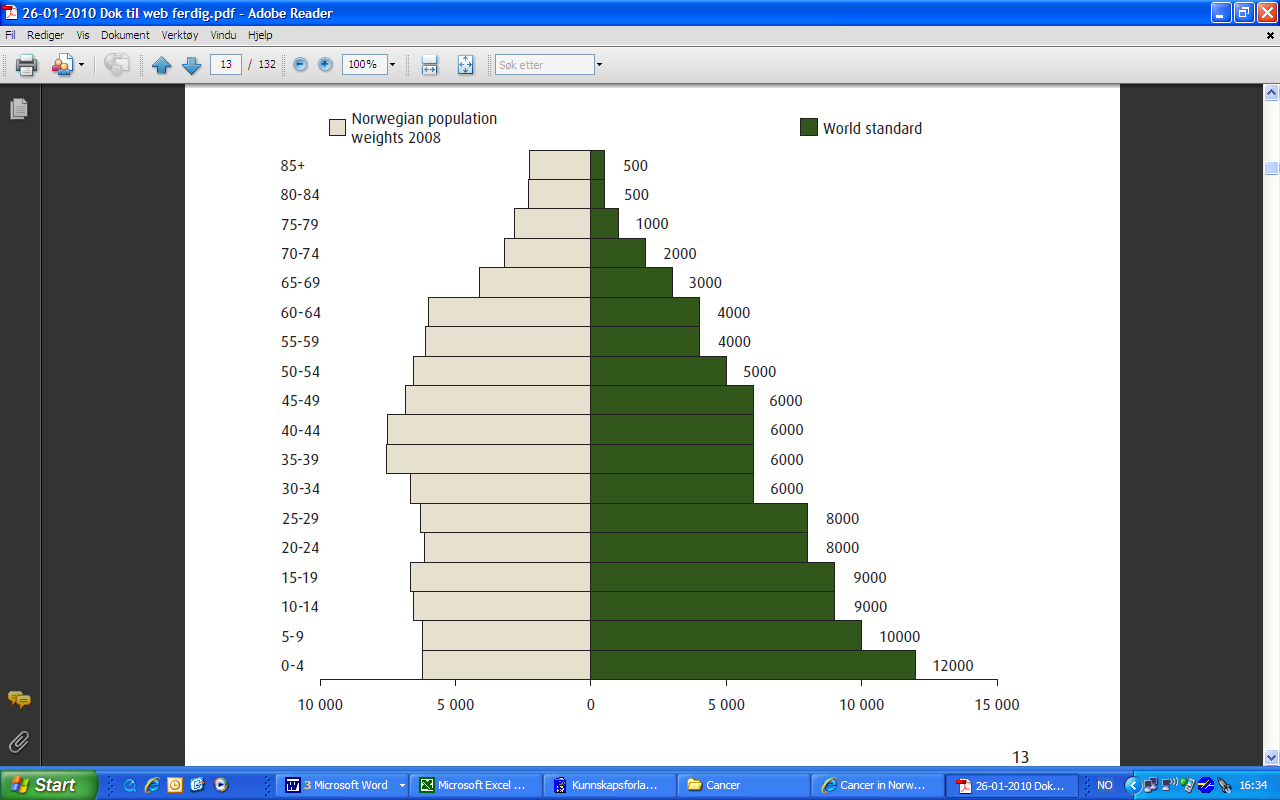 26-01-2010 Dok til web ferdig.pdf - Adobe Reader
Fil Rediger Vis Dokument Verktøy Vindu Hjelp
13 / 132 100% Søk etter
Norwegian population
weights 2008
World standard
85+ 500
80-84 500
75-79 1000
70-74 2000
65-69 3000
60-64 4000
55-59 4000
50-54 5000
45-49 6000
40-44 6000
35-39 6000
30-34 6000
25-29 8000
20-24 8000
15-19 9000
10-14 9000
5-9 10000
0-4 12000
10 000 5 000 0 5 000 10 000 15 000
13
Start 3 Microsoft Word Microsoft Excel ... Kunnskapsforla... Cancer Cancer in Norw... 26-01-2010 Dok... NO 16:34